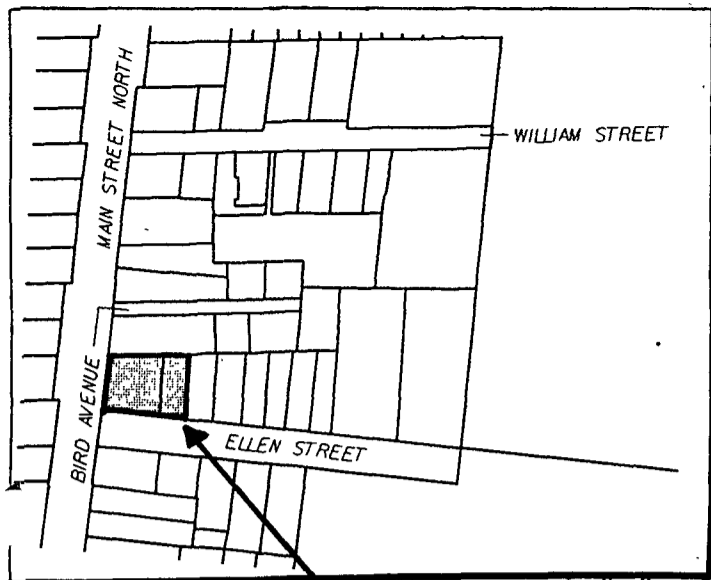 MAIN STREET NORTH
WILLIAM STREET
BIRD AVENUE
ELLEN STREET